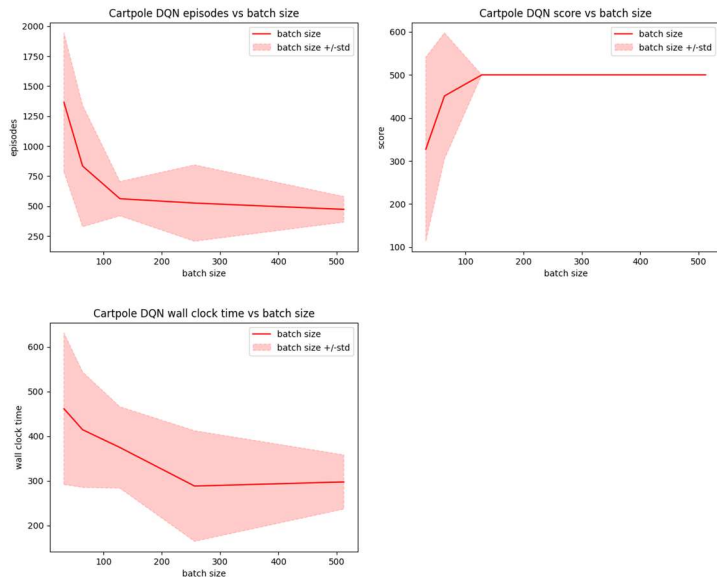 Cartpole DQN episodes vs batch size
2000
1750
1500
1250
1000
750
500
250
episodes
batch size
batch size +/-std
100 200 300 400 500
batch size
Cartpole DQN score vs batch size
600
500
400
300
200
100
score
batch size
batch size +/-std
100 200 300 400 500
batch size
Cartpole DQN wall clock time vs batch size
600
500
400
300
200
wall clock time
batch size
batch size +/-std
100 200 300 400 500
batch size